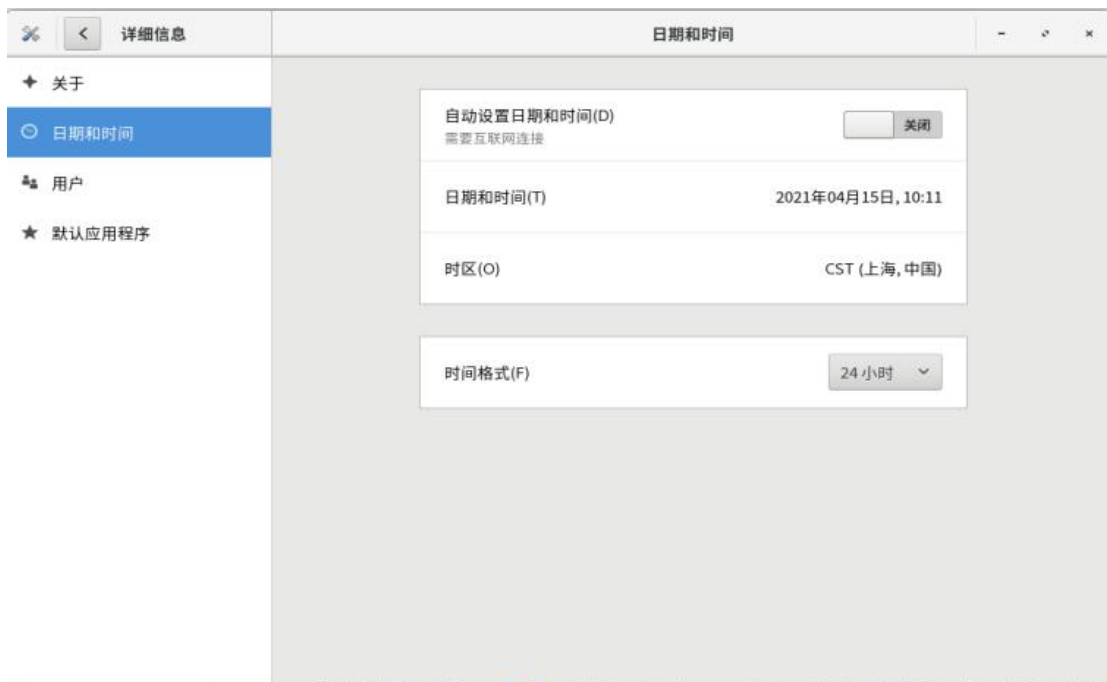 详细信息
日期和时间
关于
日期和时间
用户
默认应用程序
自动设置日期和时间(D)
需要互联网连接
关闭
日期和时间(T)
2021年04月15日, 10:11
时区(O)
CST (上海, 中国)
时间格式(F)
24 小时